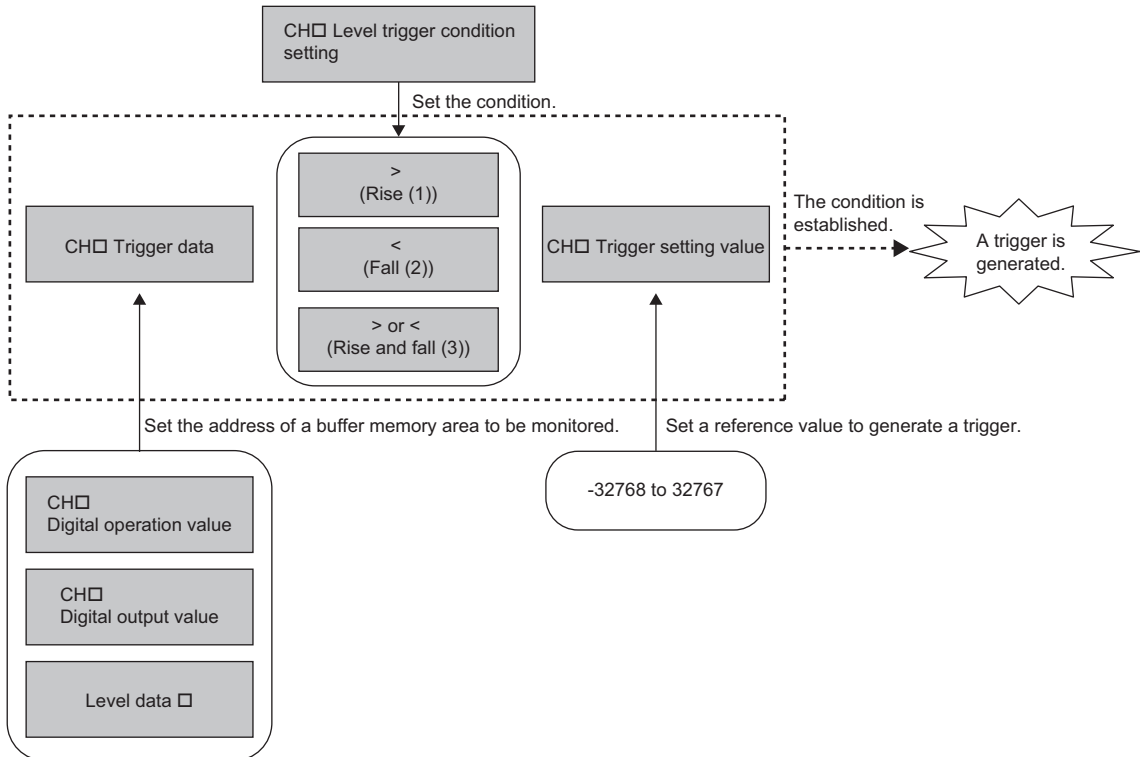 CH□ Level trigger condition
setting
Set the condition.
>
(Rise (1))
CH□ Trigger data
<
(Fall (2))
CH□ Trigger setting value
The condition is
established.
A trigger is
generated.
> or <
(Rise and fall (3))
Set the address of a buffer memory area to be monitored.
Set a reference value to generate a trigger.
CH□
Digital operation value
-32768 to 32767
CH□
Digital output value
Level data □